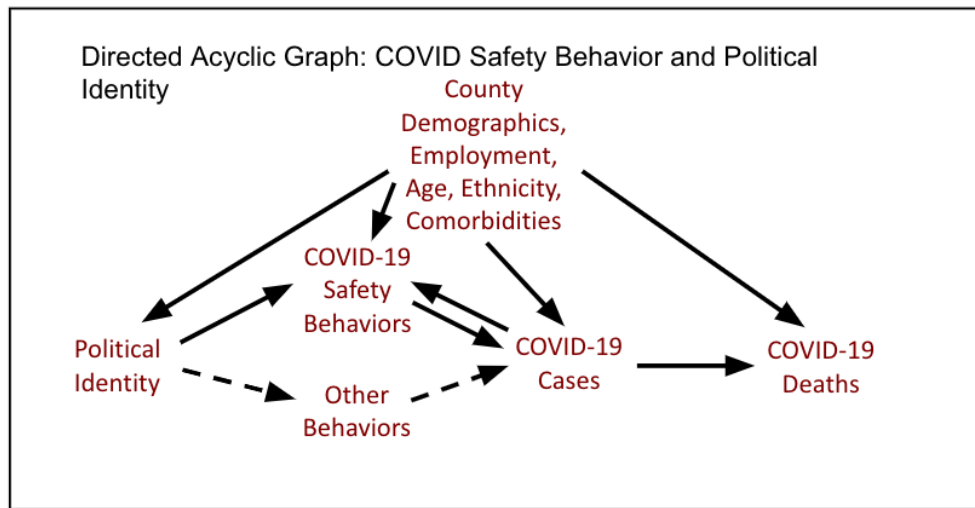 Directed Acyclic Graph: COVID Safety Behavior and Political
Identity
County
Demographics,
Employment,
Age, Ethnicity,
Comorbidities
COVID-19
Safety
Behaviors
Political
Identity
Other
Behaviors
COVID-19
Cases
COVID-19
Deaths